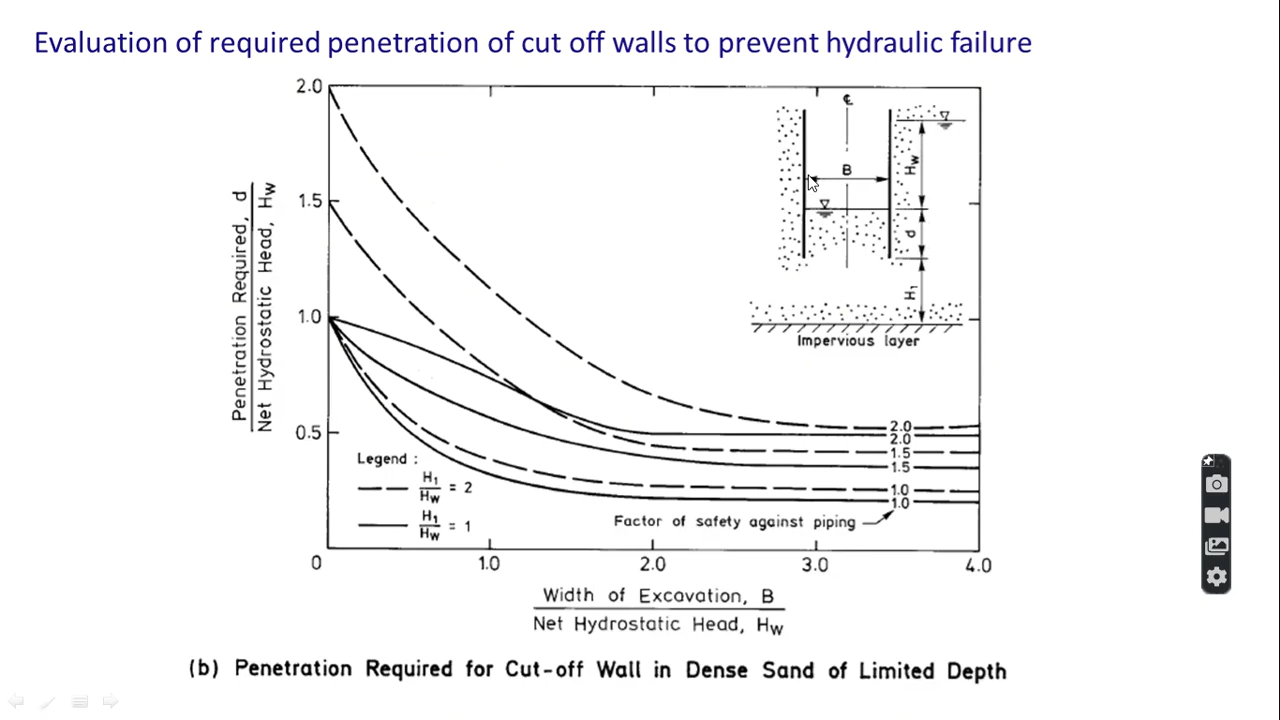 Evaluation of required penetration of cut off walls to prevent hydraulic failure
2.0
1.5
1.0
0.5
0
1.0
2.0
3.0
4.0
Penetration Required, d
Net Hydrostatic Head, Hw
℄
B
Hw
d
H1
Impervious layer
2.0
2.0
1.5
1.5
1.0
1.0
Legend :
H1
Hw
= 2
H1
Hw
= 1
Factor of safety against piping
Width of Excavation, B
Net Hydrostatic Head, Hw
(b) Penetration Required for Cut-off Wall in Dense Sand of Limited Depth